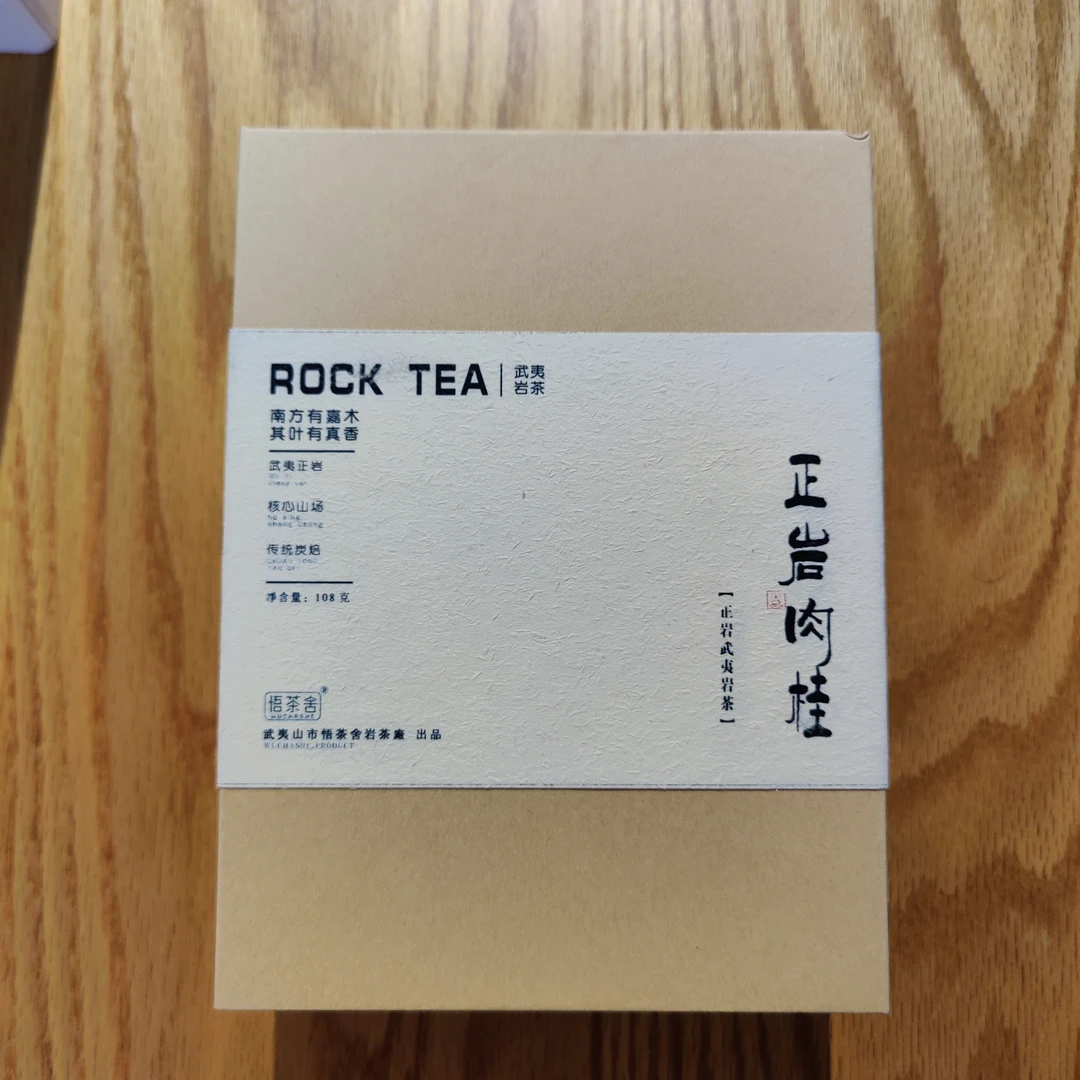 ROCK TEA
武夷
岩茶
南方有嘉木
其叶有真香
武夷正岩
核心山场
传统炭焙
净含量：108克
正岩肉桂
【正岩武夷岩茶】
悟茶舍®
WUCHASHE
武夷山市悟茶舍岩茶廠 出品
WUCHASHE PRODUCT